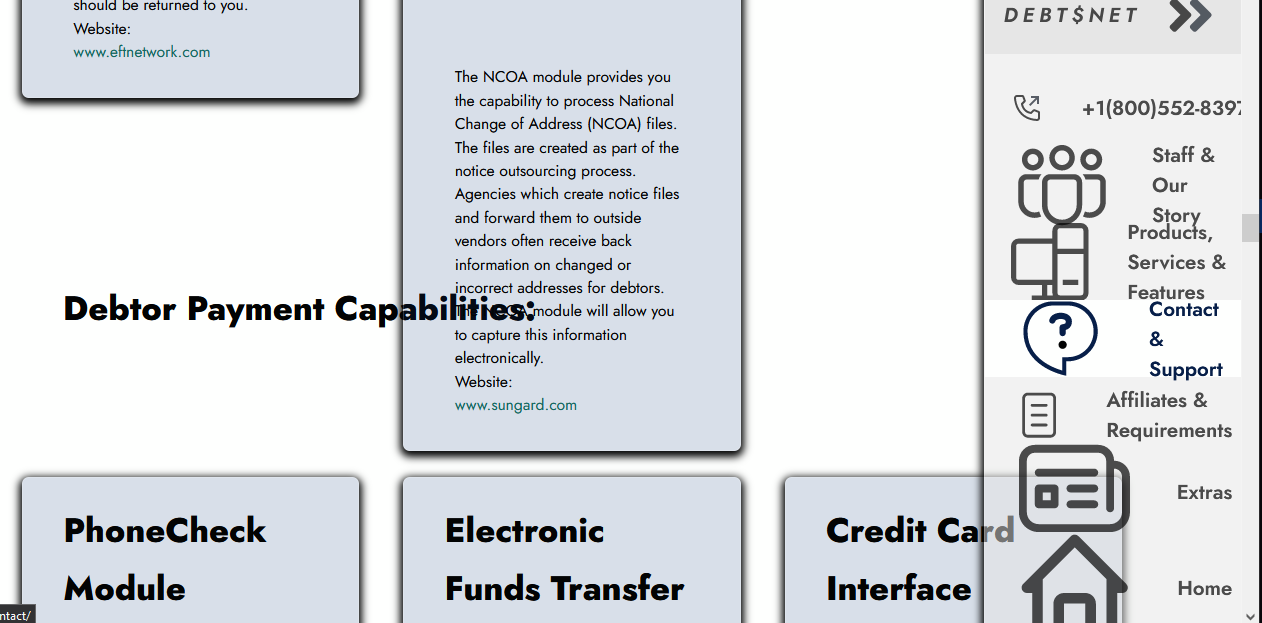 should be returned to you.
Website:
www.eftnetwork.com
The NCOA module provides you
the capability to process National
Change of Address (NCOA) files.
The files are created as part of the
notice outsourcing process.
Agencies which create notice files
and forward them to outside
vendors often receive back
information on changed or
incorrect addresses for debtors.
The NCOA module will allow you
to capture this information
electronically.
Website:
www.sungard.com
Debtor Payment Capabilities:
PhoneCheck
Module
Electronic
Funds Transfer
Credit Card
Interface
DEBT$NET
+1(800)552-8397
Staff &
Our
Story
Products,
Services &
Features
Contact
&
Support
Affiliates &
Requirements
Extras
Home
ntact/